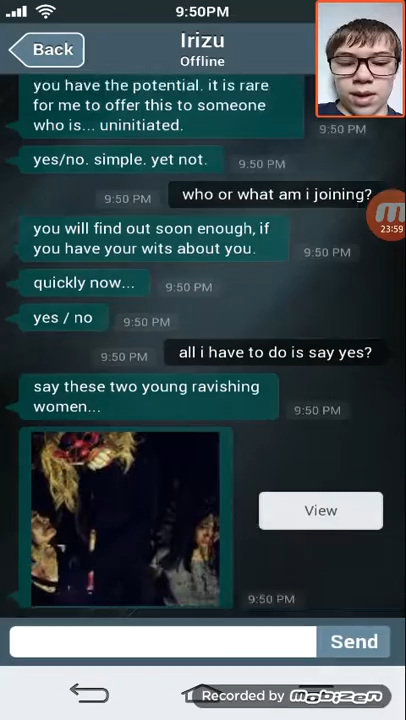 9:50PM
Back
Irizu
Offline
you have the potential. it is rare
for me to offer this to someone
who is... uninitiated.
9:50 PM
yes/no. simple. yet not.
9:50 PM
9:50 PM
who or what am i joining?
you will find out soon enough, if
you have your wits about you.
9:50 PM
quickly now...
9:50 PM
yes / no
9:50 PM
9:50 PM
all i have to do is say yes?
say these two young ravishing
women...
9:50 PM
View
9:50 PM
Send
M
23:59
Recorded by mobizen